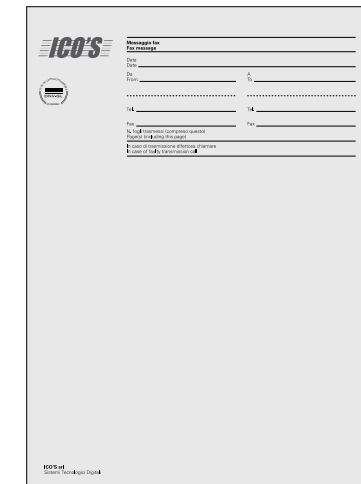 ICO'S
Messaggio fax
Fax message
Data
Date
Da
From
A
To
Tel.
Tel.
Fax
Fax
N. fogli trasmessi (compreso questo)
Page(s) (including this page)
In caso di trasmissione difettosa chiamare
In case of faulty transmission call
ICO'S srl
Sistemi Tecnologici Digitali